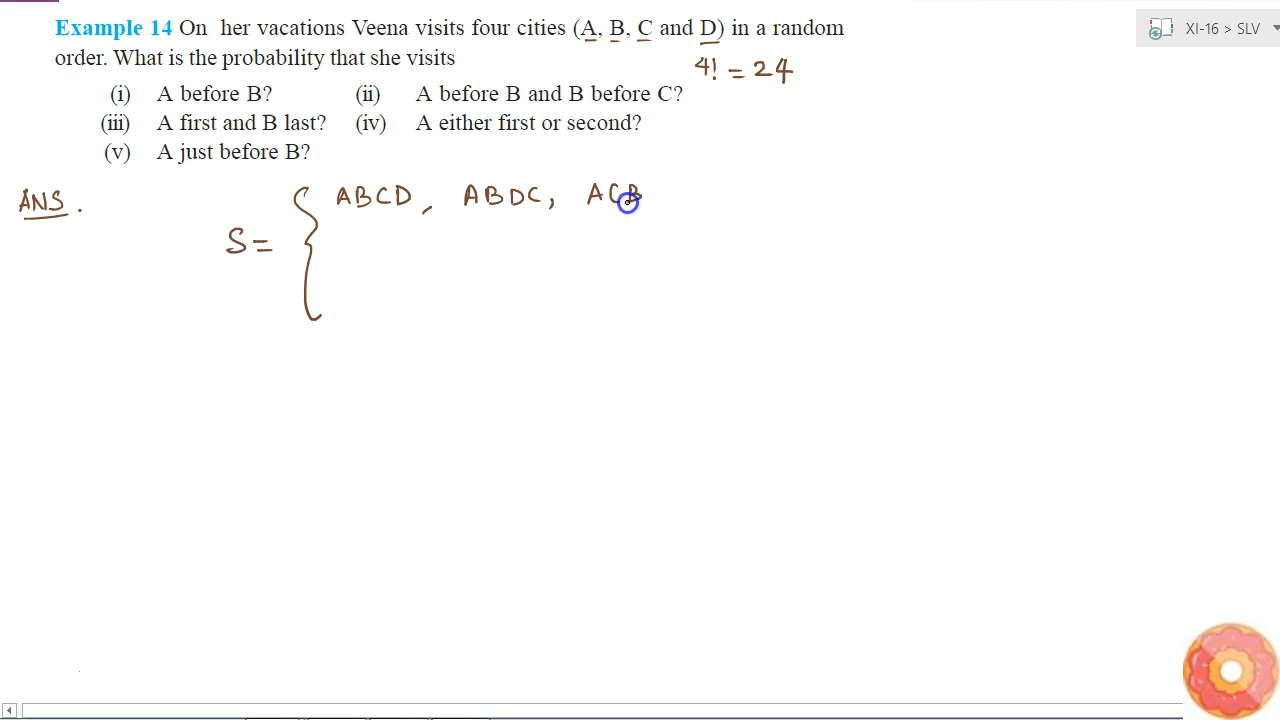 Example 14 On her vacations Veena visits four cities (A, B, C and D) in a random
order. What is the probability that she visits
4! = 24
(i) A before B? (ii) A before B and B before C?
(iii) A first and B last? (iv) A either first or second?
(v) A just before B?
ANS.
S = { ABCD, ABDC, ACB
XI-16 > SLV